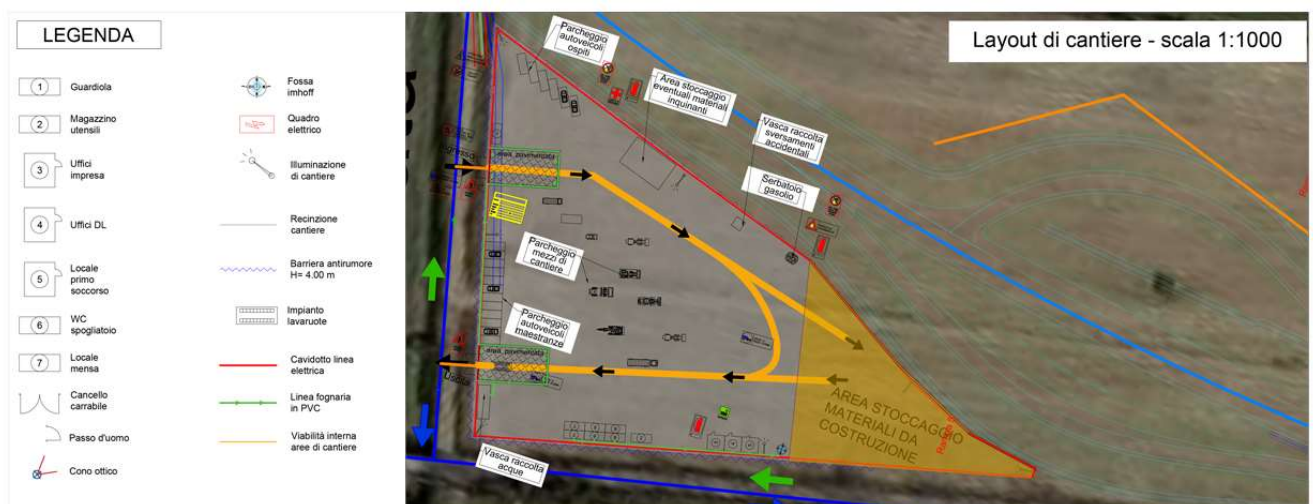 LEGENDA
1
Guardiola
2
Magazzino
utensili
3
Uffici
impresa
4
Uffici DL
5
Locale
primo
soccorso
6
WC
spogliatoio
7
Locale
mensa
Cancello
carrabile
Passo d'uomo
Cono ottico
Fossa
imhoff
Quadro
elettrico
Illuminazione
di cantiere
Recinzione
cantiere
Barriera antirumore
H= 4.00 m
Impianto
lavaruote
Cavidotto linea
elettrica
Linea fognaria
in PVC
Viabilità interna
aree di cantiere
Layout di cantiere - scala 1:1000
Parcheggio
autoveicoli
ospiti
Area stoccaggio
eventuali materiali
inquinanti
Vasca raccolta
sversamenti
accidentali
Serbatoio
gasolio
Ingresso
area pavimentata
Parcheggio
mezzi di
cantiere
Parcheggio
autoveicoli
maestranze
area pavimentata
Uscita
AREA STOCCAGGIO
MATERIALI DA
COSTRUZIONE
Vasca raccolta
acque